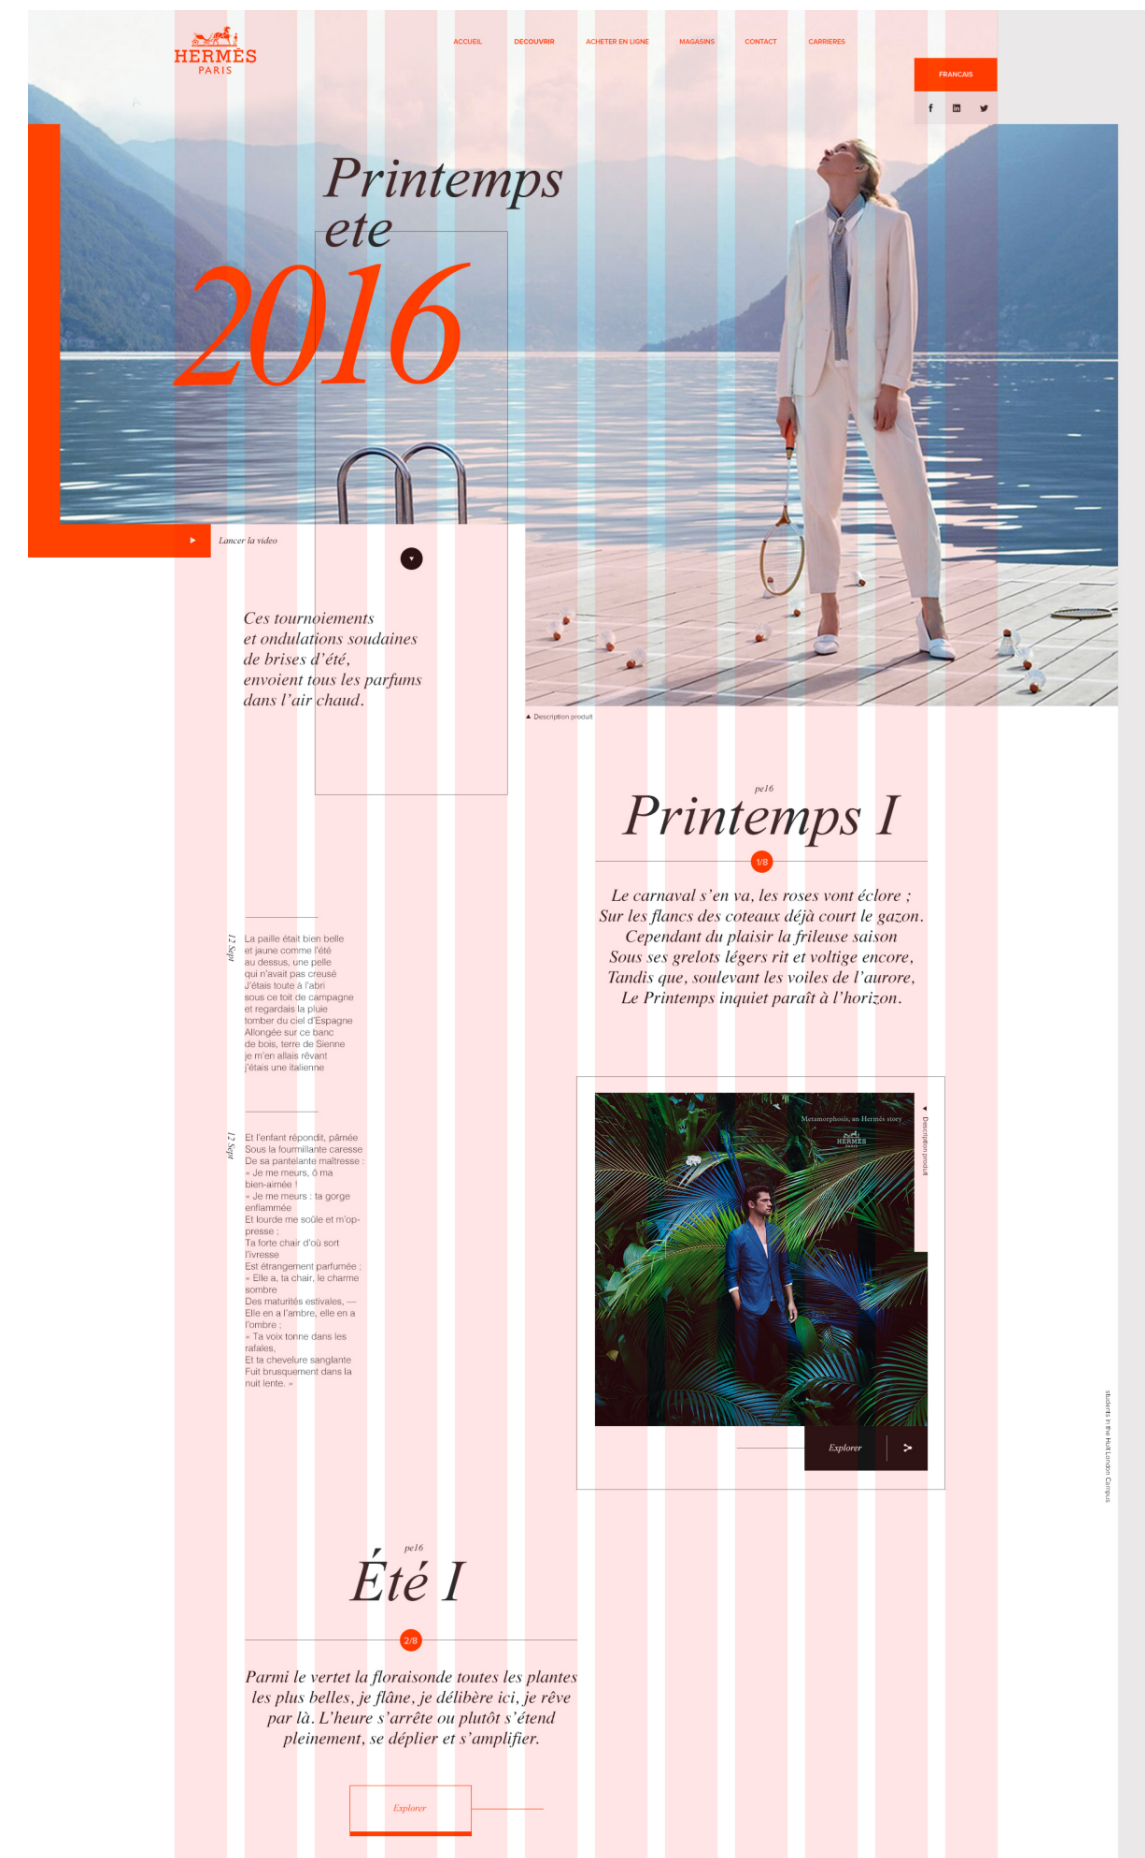 HERMÈS
PARIS
ACCUEIL
DECOUVRIR
ACHETER EN LIGNE
MAGASINS
CONTACT
CARRIERES
FRANCAIS
Printemps
ete
2016
Lancer la video
Ces tournoiements
et ondulations soudaines
de brises d’été,
envoient tous les parfums
dans l’air chaud.
Description produit
pe16
Printemps I
1/8
Le carnaval s’en va, les roses vont éclore ;
Sur les flancs des coteaux déjà court le gazon.
Cependant du plaisir la frileuse saison
Sous ses grelots légers rit et voltige encore,
Tandis que, soulevant les voiles de l’aurore,
Le Printemps inquiet paraît à l’horizon.
12 Sept
La paille était bien belle
et jaune comme l’été
au dessus, une pelle
qui n’avait pas creusé
J’étais toute à l’abri
sous ce toit de campagne
et regardais la pluie
tomber du ciel d’Espagne
Allongée sur ce banc
de bois, terre de Sienne
je m’en allais rêvant
j’étais une italienne
12 Sept
Et l’enfant répondit, pâmée
Sous la fourmillante caresse
De sa pantelante maîtresse :
« Je me meurs, ô ma
bien-aimée !
« Je me meurs : ta gorge
enflammée
Et lourde me soûle et m’op-
presse ;
Ta forte chair d’où sort
l’ivresse
Est étrangement parfumée ;
« Elle a, ta chair, le charme
sombre
Des maturités estivales, —
Elle en a l’ambre, elle en a
l’ombre ;
« Ta voix tonne dans les
rafales,
Et ta chevelure sanglante
Fuit brusquement dans la
nuit lente. »
Metamorphosis, an Hermès story
HERMÈS
PARIS
Description produit
Explorer
students in the Hult London Campus
pe16
Été I
2/8
Parmi le vertet la floraisonde toutes les plantes
les plus belles, je flâne, je délibère ici, je rêve
par là. L’heure s’arrête ou plutôt s’étend
pleinement, se déplier et s’amplifier.
Explorer